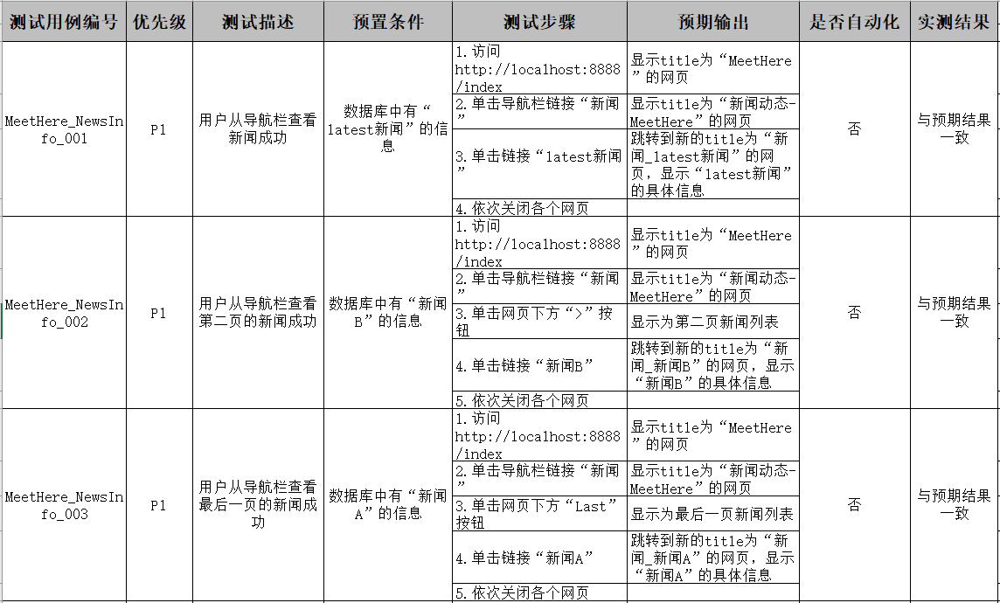 测试用例编号 优先级 测试描述 预置条件 测试步骤 预期输出 是否自动化 实测结果
MeetHere_NewsIn
fo_001
P1
用户从导航栏查看
新闻成功
数据库中有“
latest新闻”的信
息
1.访问
http://localhost:8888
/index
显示title为“MeetHere
”的网页
2.单击导航栏链接“新闻
”
显示title为“新闻动态-
MeetHere”的网页
3.单击链接“latest新闻
”
跳转到新的title为“新
闻_latest新闻”的网
页，显示“latest新闻”
的具体信息
4.依次关闭各个网页
否
与预期结果
一致
MeetHere_NewsIn
fo_002
P1
用户从导航栏查看
第二页的新闻成功
数据库中有“新闻
B”的信息
1.访问
http://localhost:8888
/index
显示title为“MeetHere
”的网页
2.单击导航栏链接“新闻
”
显示title为“新闻动态-
MeetHere”的网页
3.单击网页下方“>”按
钮
显示为第二页新闻列表
4.单击链接“新闻B”
跳转到新的title为“新
闻_新闻B”的网页，显示
“新闻B”的具体信息
5.依次关闭各个网页
否
与预期结果
一致
MeetHere_NewsIn
fo_003
P1
用户从导航栏查看
最后一页的新闻成
功
数据库中有“新闻
A”的信息
1.访问
http://localhost:8888
/index
显示title为“MeetHere
”的网页
2.单击导航栏链接“新闻
”
显示title为“新闻动态-
MeetHere”的网页
3.单击网页下方“Last”
按钮
显示为最后一页新闻列表
4.单击链接“新闻A”
跳转到新的title为“新
闻_新闻A”的网页，显示
“新闻A”的具体信息
5.依次关闭各个网页
否
与预期结果
一致